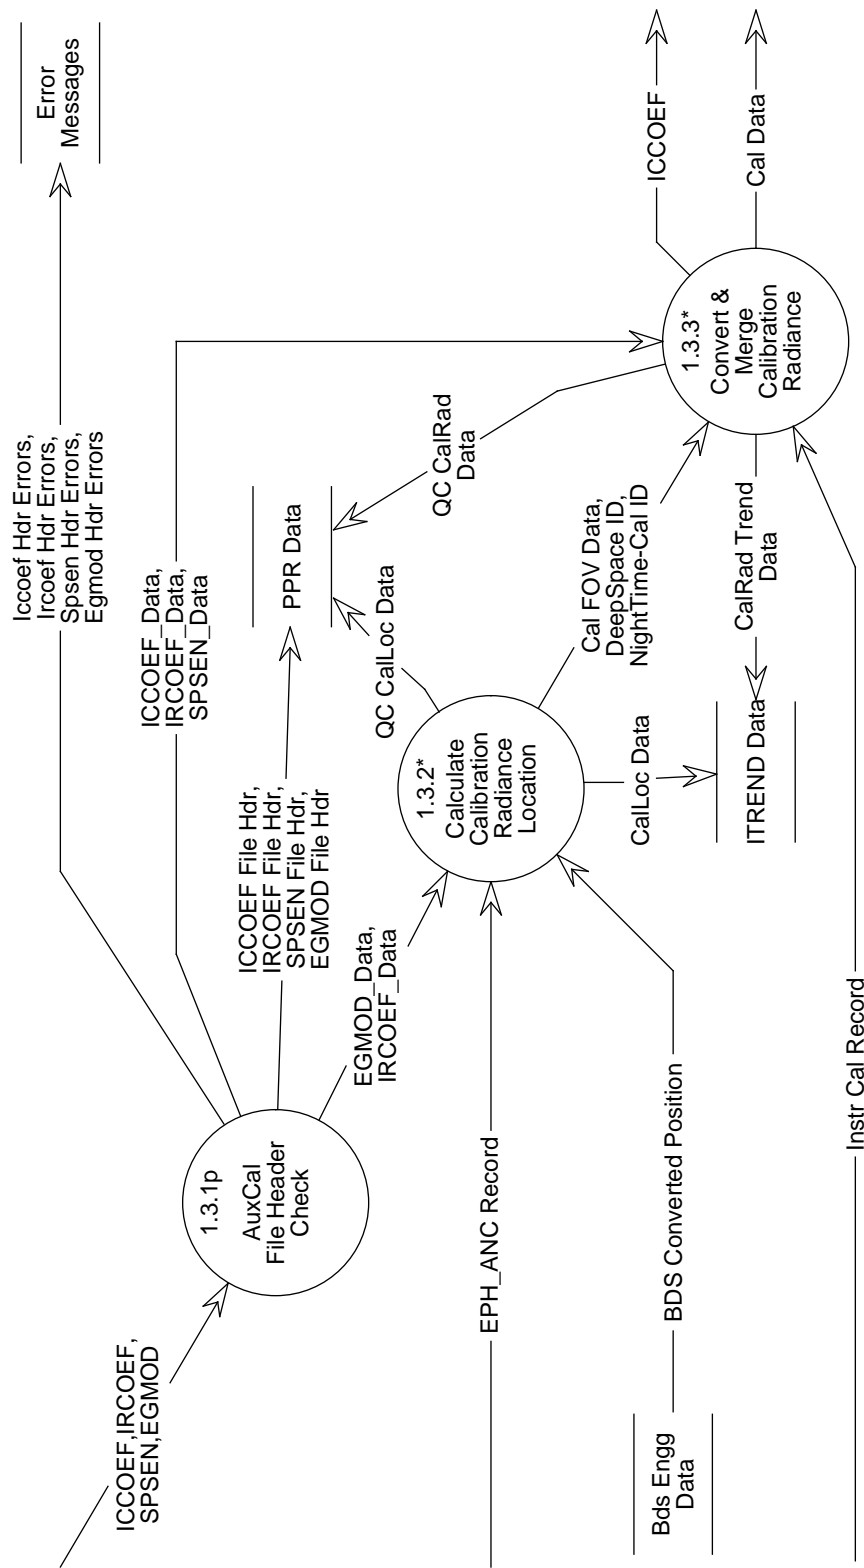 ICCOEF,IRCOEF,
SPSEN,EGMOD
1.3.1p
AuxCal
File Header
Check
Iccoef Hdr Errors,
Ircoef Hdr Errors,
Spsen Hdr Errors,
Egmod Hdr Errors
Error
Messages
ICCOEF_Data,
IRCOEF_Data,
SPSEN_Data
ICCOEF File Hdr,
IRCOEF File Hdr,
SPSEN File Hdr,
EGMOD File Hdr
PPR Data
EGMOD_Data,
IRCOEF_Data
EPH_ANC Record
Bds Engg
Data
BDS Converted Position
1.3.2*
Calculate
Calibration
Radiance
Location
QC CalLoc Data
QC CalRad
Data
Cal FOV Data,
DeepSpace ID,
NightTime-Cal ID
CalLoc Data
ITREND Data
CalRad Trend
Data
1.3.3*
Convert &
Merge
Calibration
Radiance
ICCOEF
Cal Data
Instr Cal Record